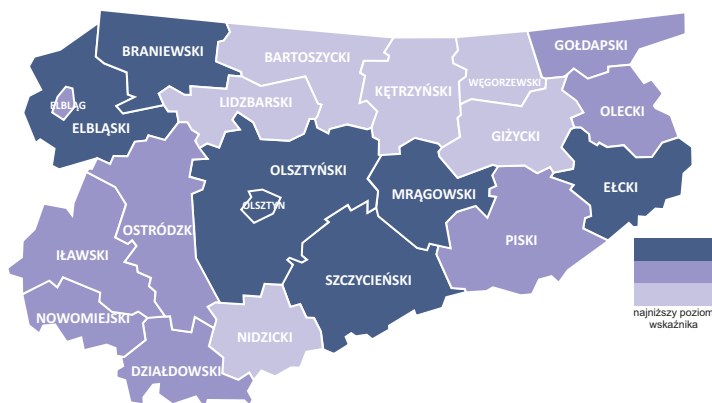 BRANIEWSKI
BARTOSZYCKI
GOŁDAPSKI
KĘTRZYŃSKI
WĘGORZEWSKI
ELBLĄG
LIDZBARSKI
OLECKI
ELBLĄSKI
GIŻYCKI
OLSZTYŃSKI
MRĄGOWSKI
EŁCKI
OLSZTYN
OSTRÓDZK
PISKI
IŁAWSKI
SZCZYCIEŃSKI
NOWOMIEJSKI
NIDZICKI
DZIAŁDOWSKI
najniższy poziom
wskaźnika